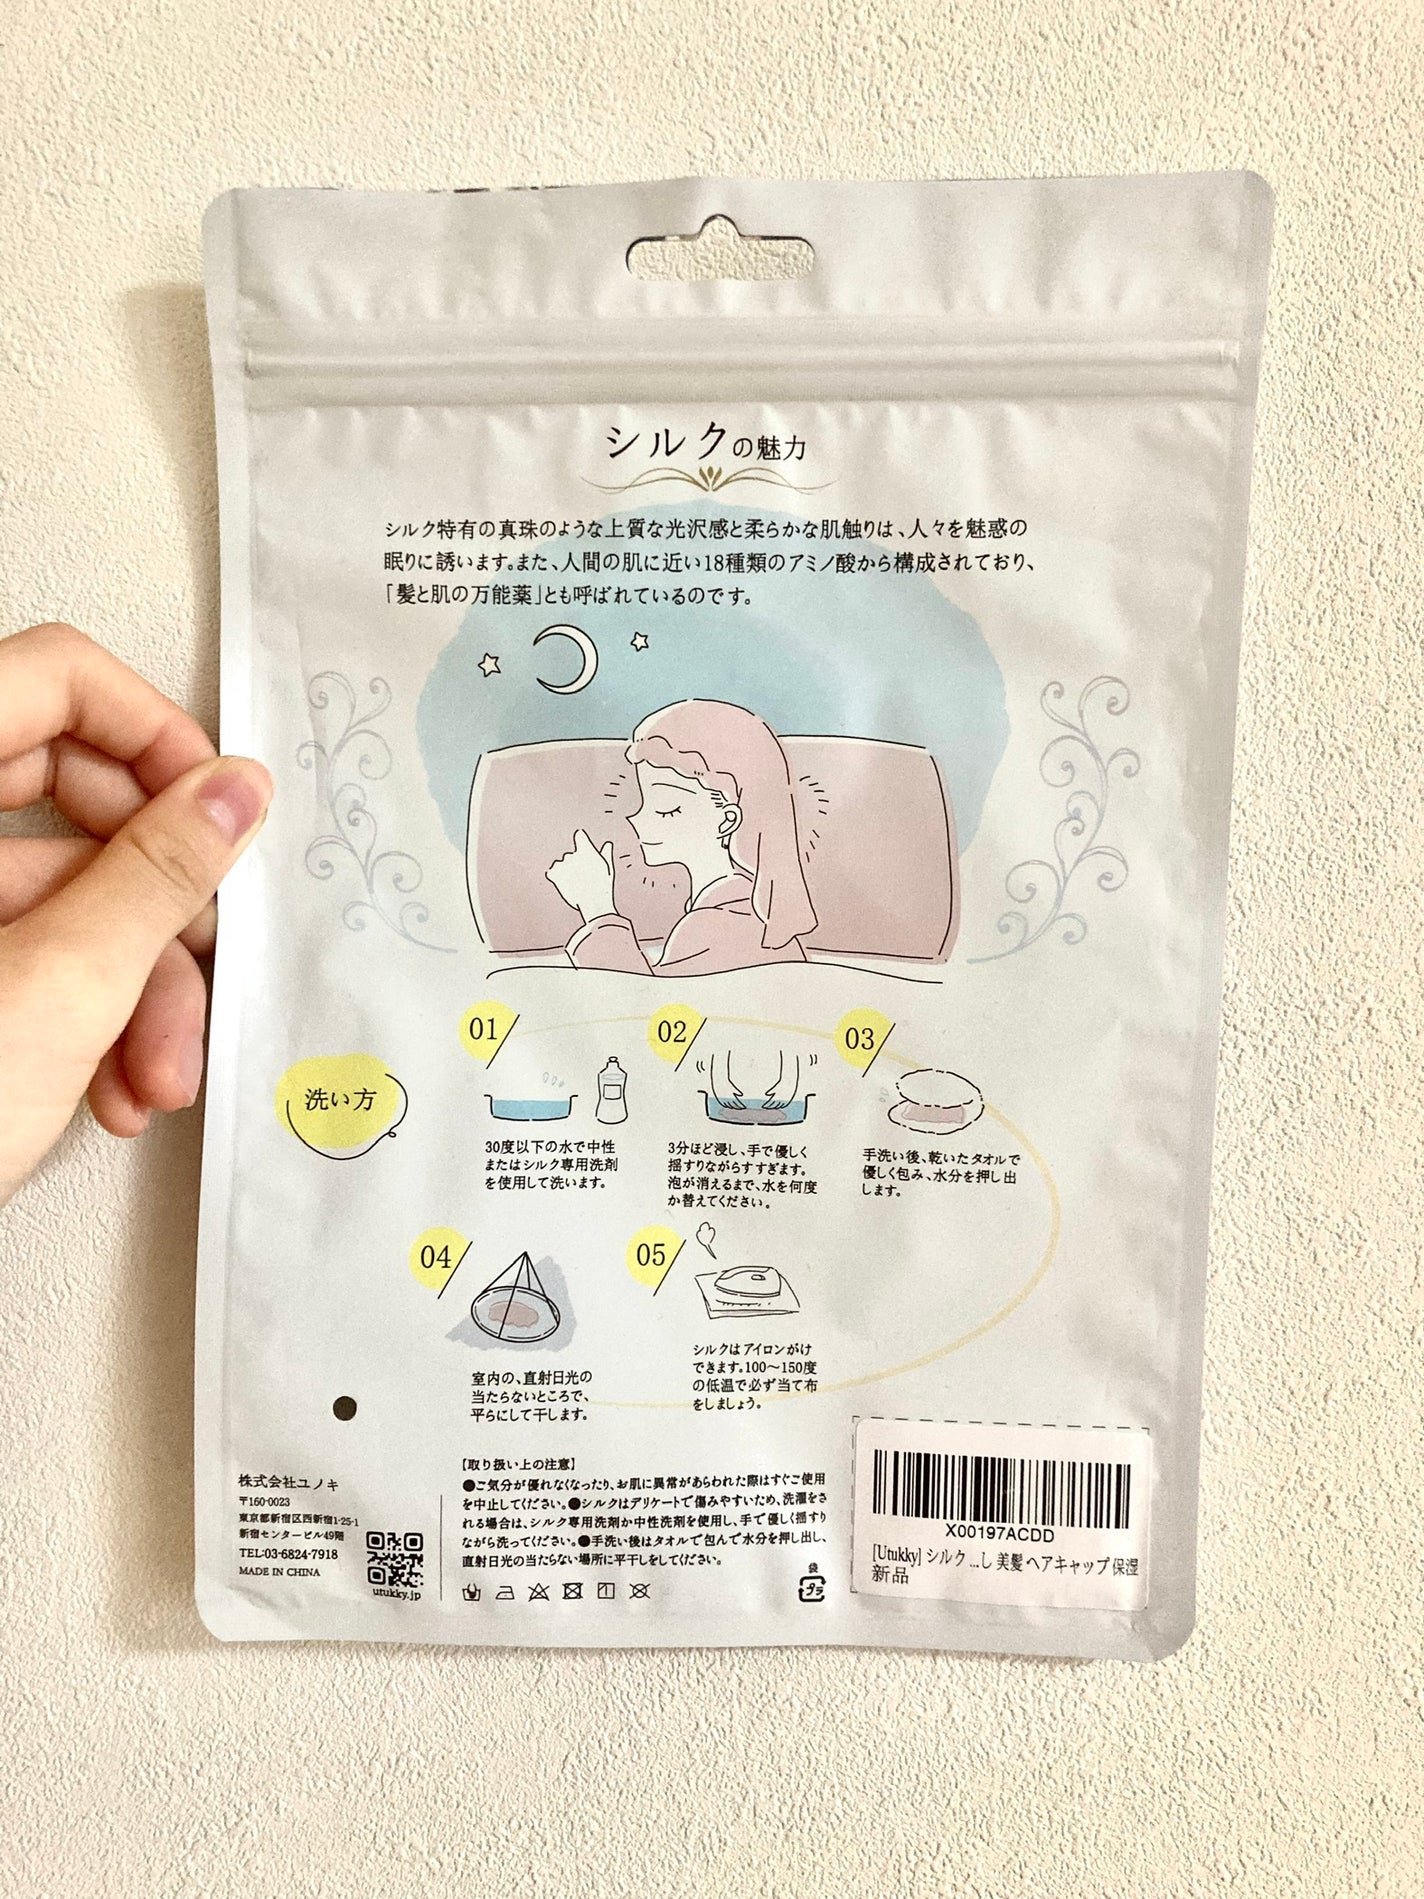 シルクの魅力
シルク特有の真珠のような上質な光沢感と柔らかな肌触りは、人々を魅惑の
眠りに誘います。また、人間の肌に近い18種類のアミノ酸から構成されており、
「髪と肌の万能薬」とも呼ばれているのです。
洗い方
01
30度以下の水で中性
またはシルク専用洗剤
を使用して洗います。
02
3分ほど浸し、手で優しく
揺すりながらすすぎます。
泡が消えるまで、水を何度
か替えてください。
03
手洗い後、乾いたタオルで
優しく包み、水分を押し出
します。
04
室内の、直射日光の
当たらないところで、
平らにして干します。
05
シルクはアイロンがけ
できます。100〜150度
の低温で必ず当て布
をしましょう。
株式会社ユノキ
〒160-0023
東京都新宿区西新宿1-25-1
新宿センタービル49階
TEL:03-6824-7918
MADE IN CHINA
utukky.jp
【取り扱い上の注意】
●ご気分が優れなくなったり、お肌に異常があらわれた際はすぐご使用
を中止してください。●シルクはデリケートで傷みやすいため、洗濯をさ
れる場合は、シルク専用洗剤か中性洗剤を使用し、手で優しく揺すり
ながら洗ってください。●手洗い後はタオルで包んで水分を押し出し、
直射日光の当たらない場所に平干しをしてください。
袋
プラ
X00197ACDD
[Utukky] シルク ...し 美髪 ヘアキャップ 保湿
新品